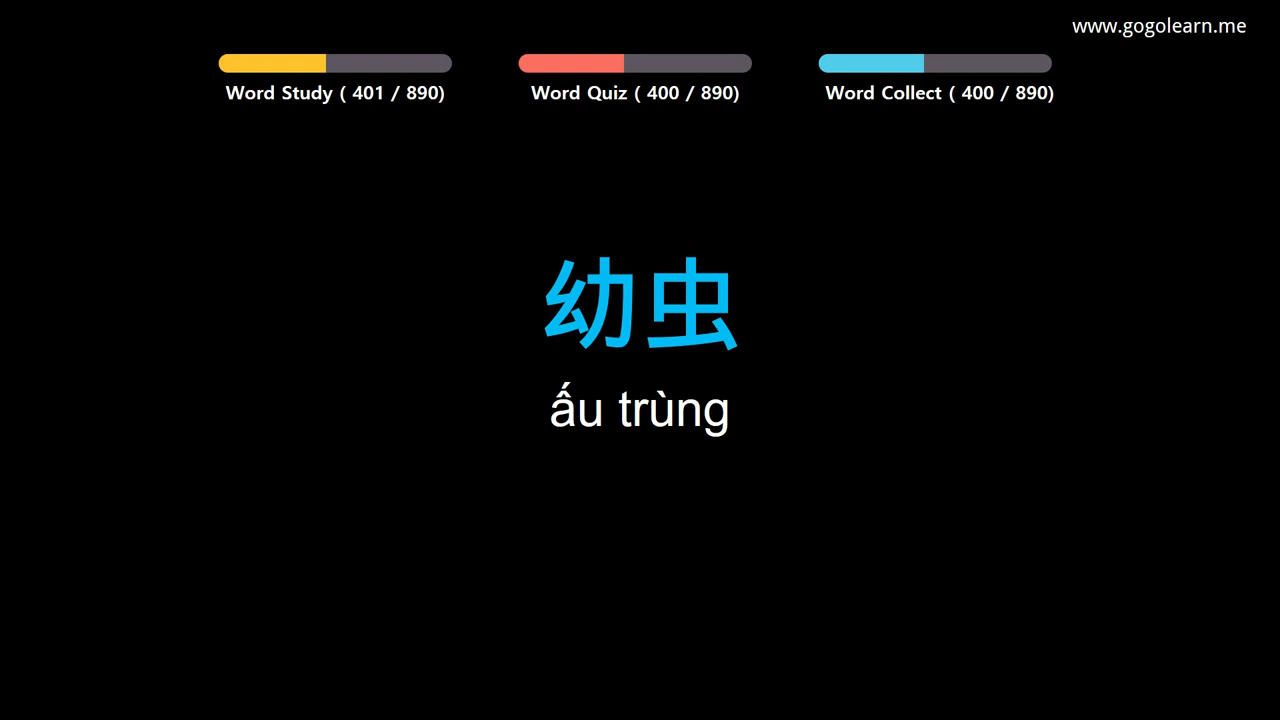 www.gogolearn.me
Word Study ( 401 / 890)
Word Quiz ( 400 / 890)
Word Collect ( 400 / 890)
幼虫
ấu trùng